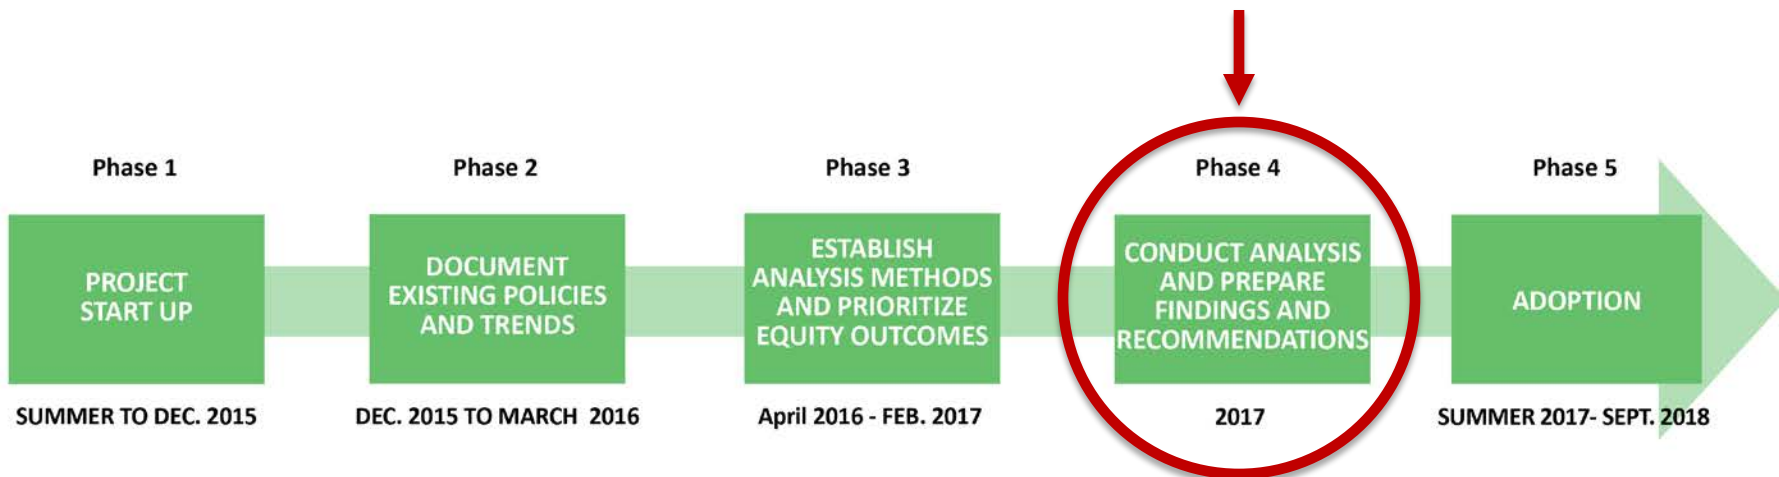 Phase 1
PROJECT
START UP
SUMMER TO DEC. 2015
Phase 2
DOCUMENT
EXISTING POLICIES
AND TRENDS
DEC. 2015 TO MARCH 2016
Phase 3
ESTABLISH
ANALYSIS METHODS
AND PRIORITIZE
EQUITY OUTCOMES
April 2016 - FEB. 2017
Phase 4
CONDUCT ANALYSIS
AND PREPARE
FINDINGS AND
RECOMMENDATIONS
2017
Phase 5
ADOPTION
SUMMER 2017- SEPT. 2018